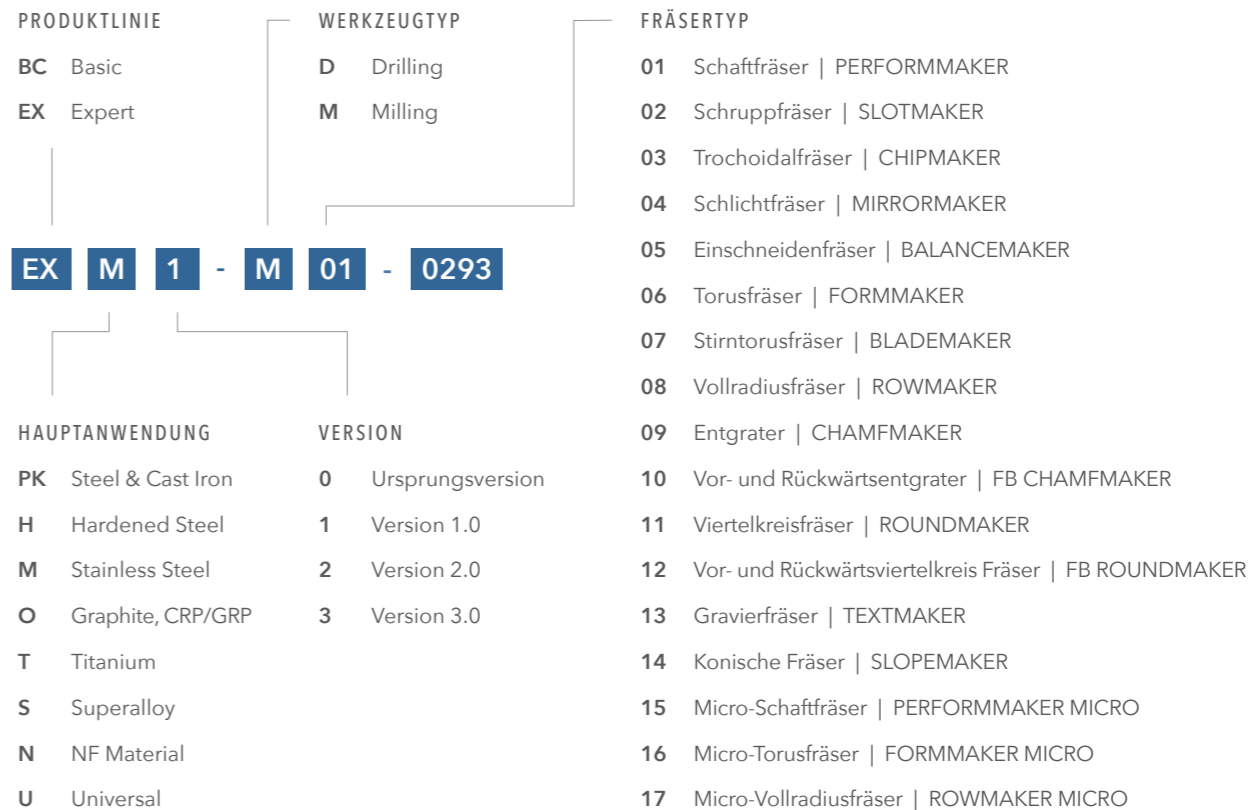 PRODUKTLINIE
BC Basic
EX Expert
WERKZEUGTYP
D Drilling
M Milling
EX M 1 - M 01 - 0293
HAUPTANWENDUNG
PK Steel & Cast Iron
H Hardened Steel
M Stainless Steel
O Graphite, CRP/GRP
T Titanium
S Superalloy
N NF Material
U Universal
VERSION
0 Ursprungsversion
1 Version 1.0
2 Version 2.0
3 Version 3.0
FRÄSERTYP
01 Schaftfräser | PERFORMMAKER
02 Schruppfräser | SLOTMAKER
03 Trochoidalfräser | CHIPMAKER
04 Schlichtfräser | MIRRORMAKER
05 Einschneidenfräser | BALANCEMAKER
06 Torusfräser | FORMMAKER
07 Stirntorusfräser | BLADEMAKER
08 Vollradiusfräser | ROWMAKER
09 Entgrater | CHAMFMAKER
10 Vor- und Rückwärtsentgrater | FB CHAMFMAKER
11 Viertelkreisfräser | ROUNDMAKER
12 Vor- und Rückwärtsviertelkreis Fräser | FB ROUNDMAKER
13 Gravierfräser | TEXTMAKER
14 Konische Fräser | SLOPEMAKER
15 Micro-Schaftfräser | PERFORMMAKER MICRO
16 Micro-Torusfräser | FORMMAKER MICRO
17 Micro-Vollradiusfräser | ROWMAKER MICRO